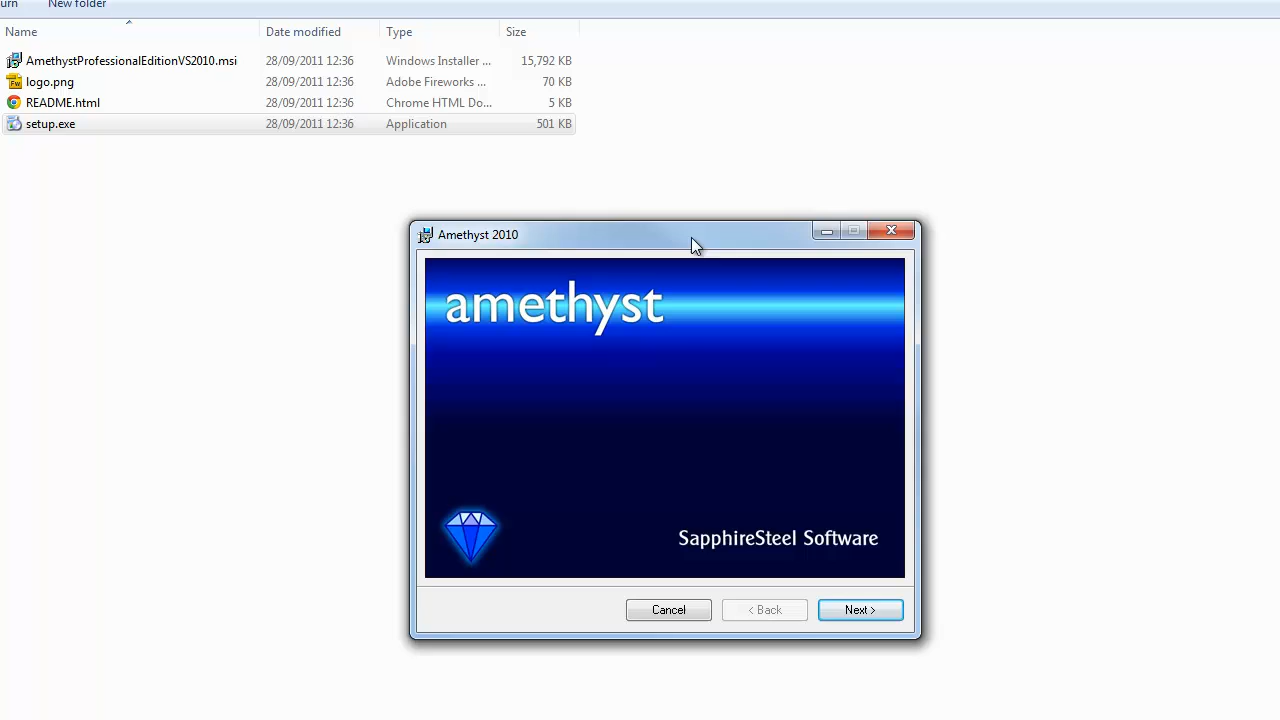 urn New folder
Name Date modified Type Size
AmethystProfessionalEditionVS2010.msi 28/09/2011 12:36 Windows Installer ... 15,792 KB
logo.png 28/09/2011 12:36 Adobe Fireworks ... 70 KB
README.html 28/09/2011 12:36 Chrome HTML Do... 5 KB
setup.exe 28/09/2011 12:36 Application 501 KB
Amethyst 2010
amethyst
SapphireSteel Software
Cancel < Back Next >